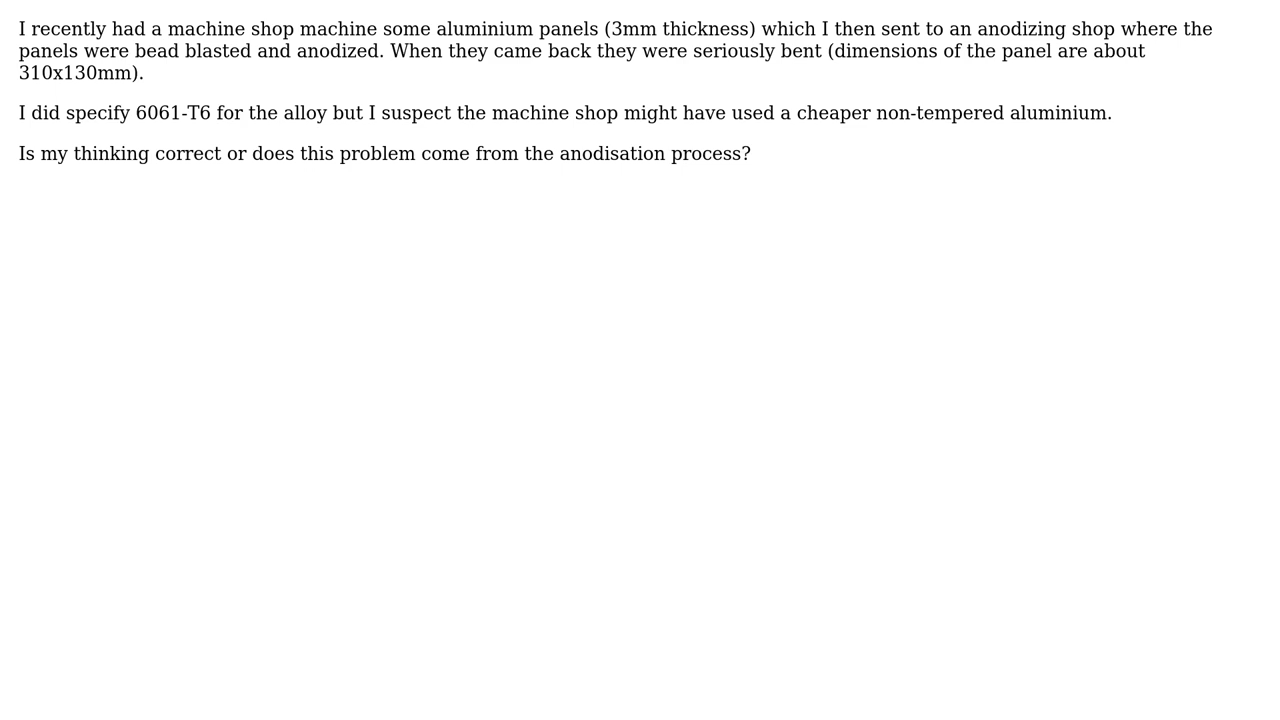 I recently had a machine shop machine some aluminium panels (3mm thickness) which I then sent to an anodizing shop where the
panels were bead blasted and anodized. When they came back they were seriously bent (dimensions of the panel are about
310x130mm).
I did specify 6061-T6 for the alloy but I suspect the machine shop might have used a cheaper non-tempered aluminium.
Is my thinking correct or does this problem come from the anodisation process?